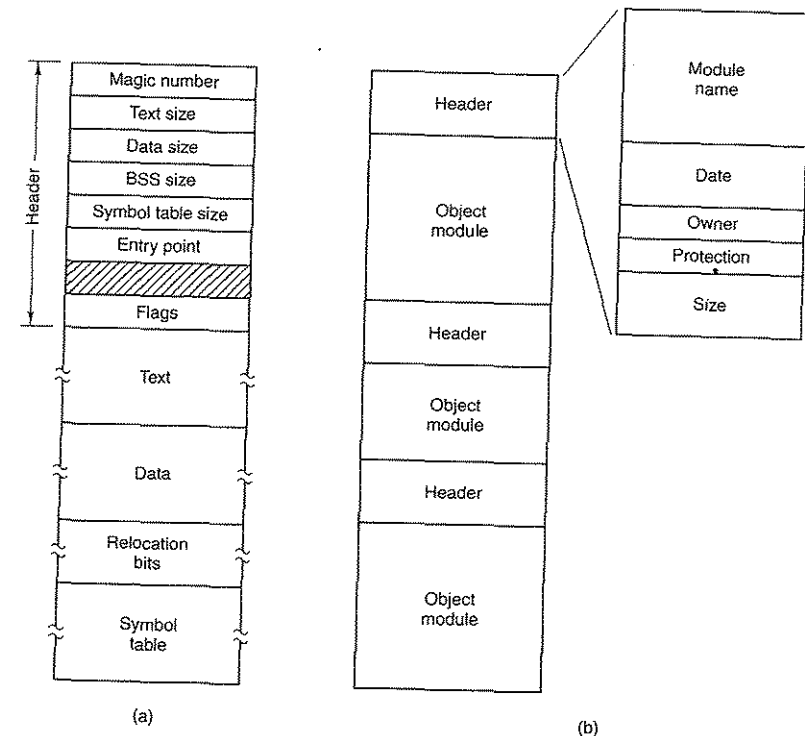 Header
Magic number
Text size
Data size
BSS size
Symbol table size
Entry point
Flags
Text
Data
Relocation
bits
Symbol
table
(a)
Header
Object
module
Header
Object
module
Header
Object
module
Module
name
Date
Owner
Protection
Size
(b)